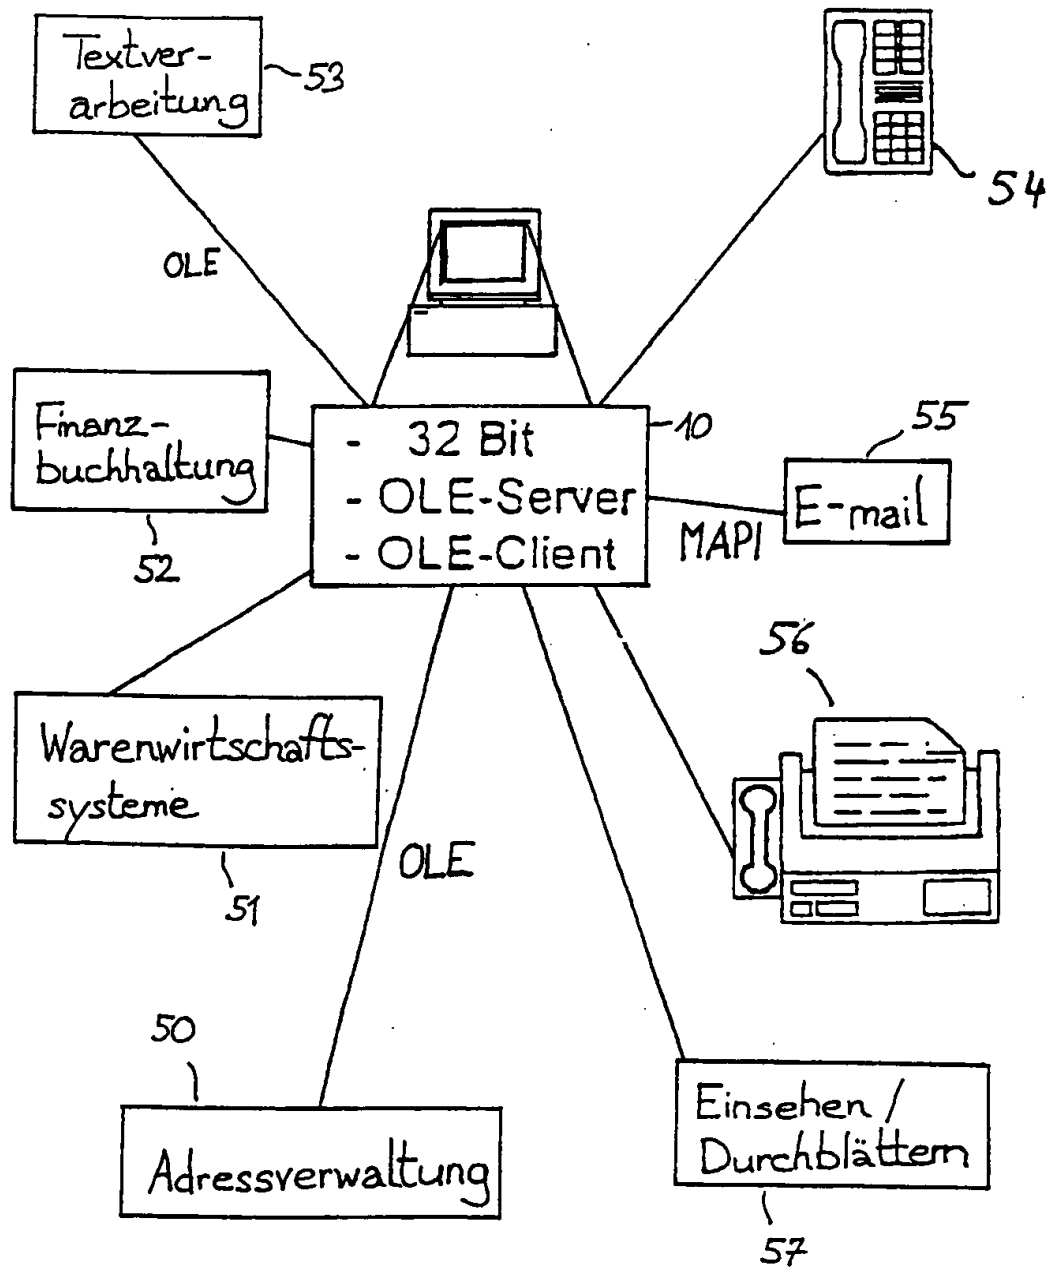 Textver-
arbeitung
53
54
OLE
Finanz-
buchhaltung
52
- 32 Bit
- OLE-Server
- OLE-Client
10
55
E-mail
MAPI
56
Warenwirtschafts-
systeme
51
OLE
50
Adressverwaltung
Einsehen /
Durchblättern
57